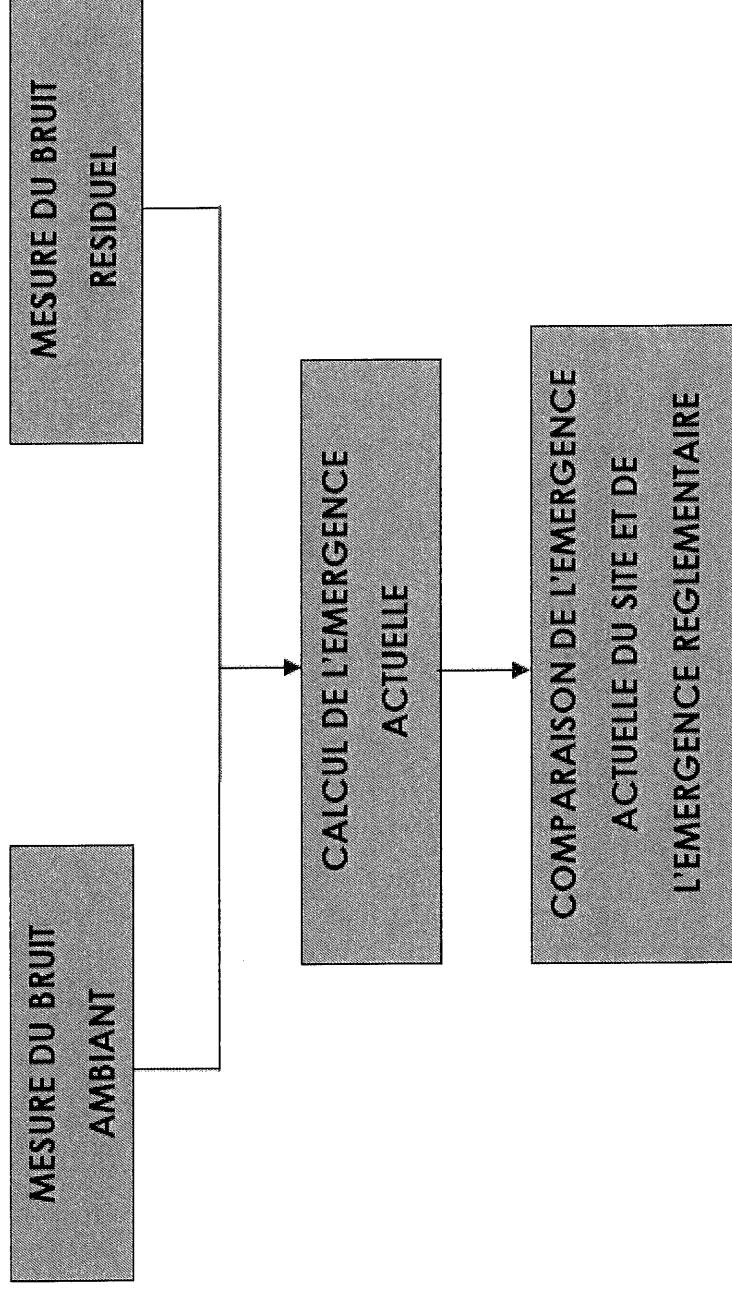 MESURE DU BRUIT
AMBIANT
MESURE DU BRUIT
RESIDUEL
CALCUL DE L'EMERGENCE
ACTUELLE
COMPARAISON DE L'EMERGENCE
ACTUELLE DU SITE ET DE
L'EMERGENCE REGLEMENTAIRE